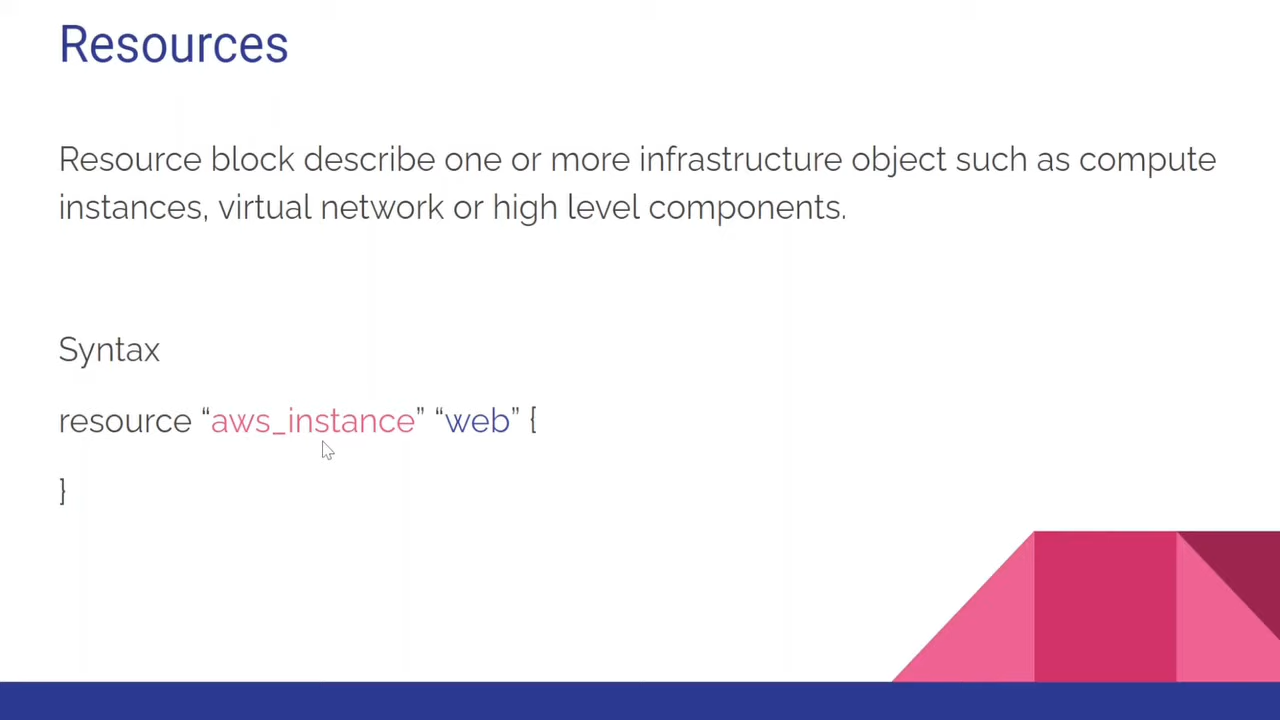 Resources
Resource block describe one or more infrastructure object such as compute
instances, virtual network or high level components.
Syntax
resource “aws_instance” “web” {
}